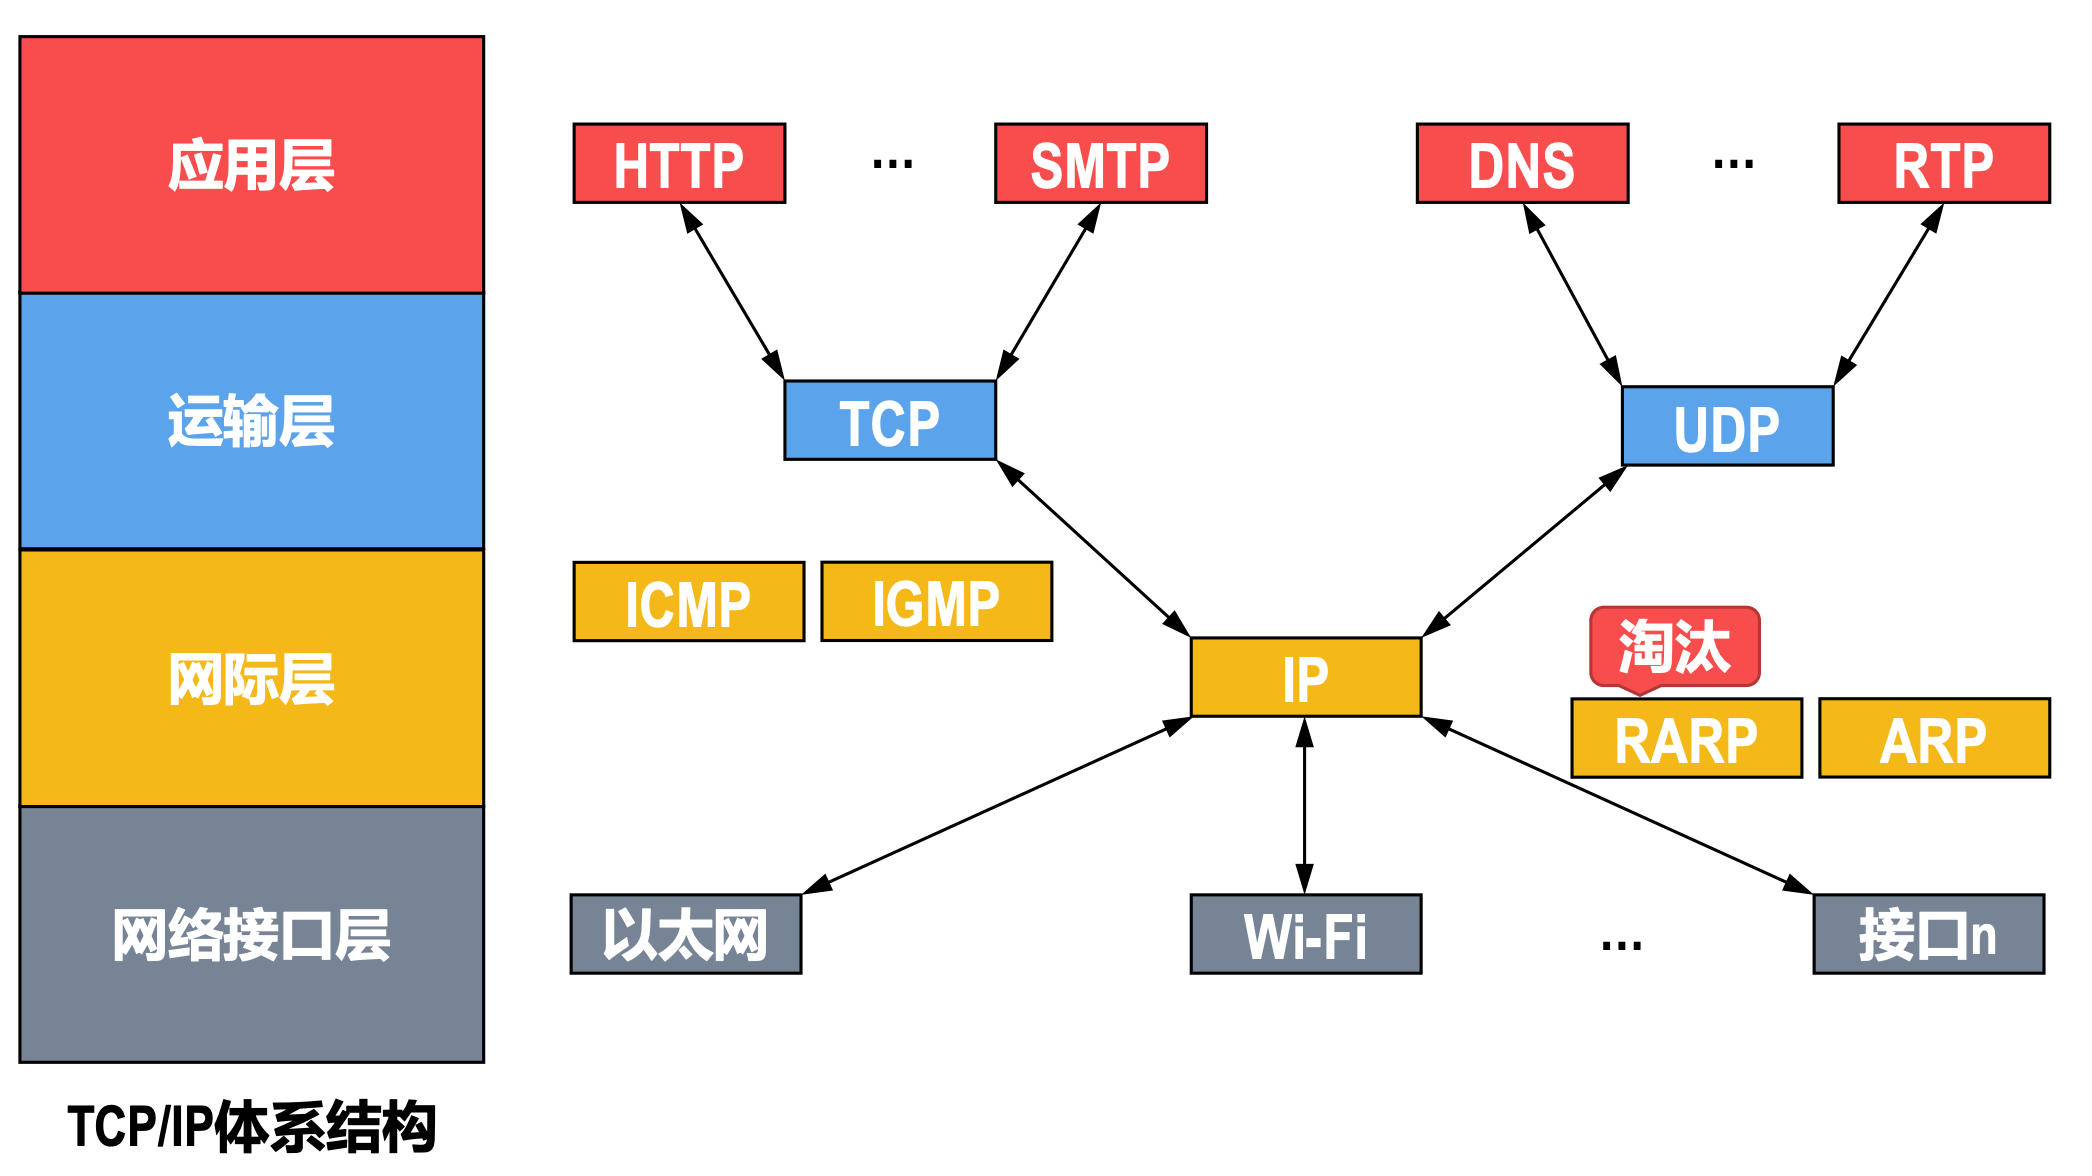 应用层
HTTP ... SMTP DNS ... RTP
运输层
TCP UDP
网际层
ICMP IGMP
IP
淘汰
RARP ARP
网络接口层
以太网 Wi-Fi ... 接口n
TCP/IP体系结构